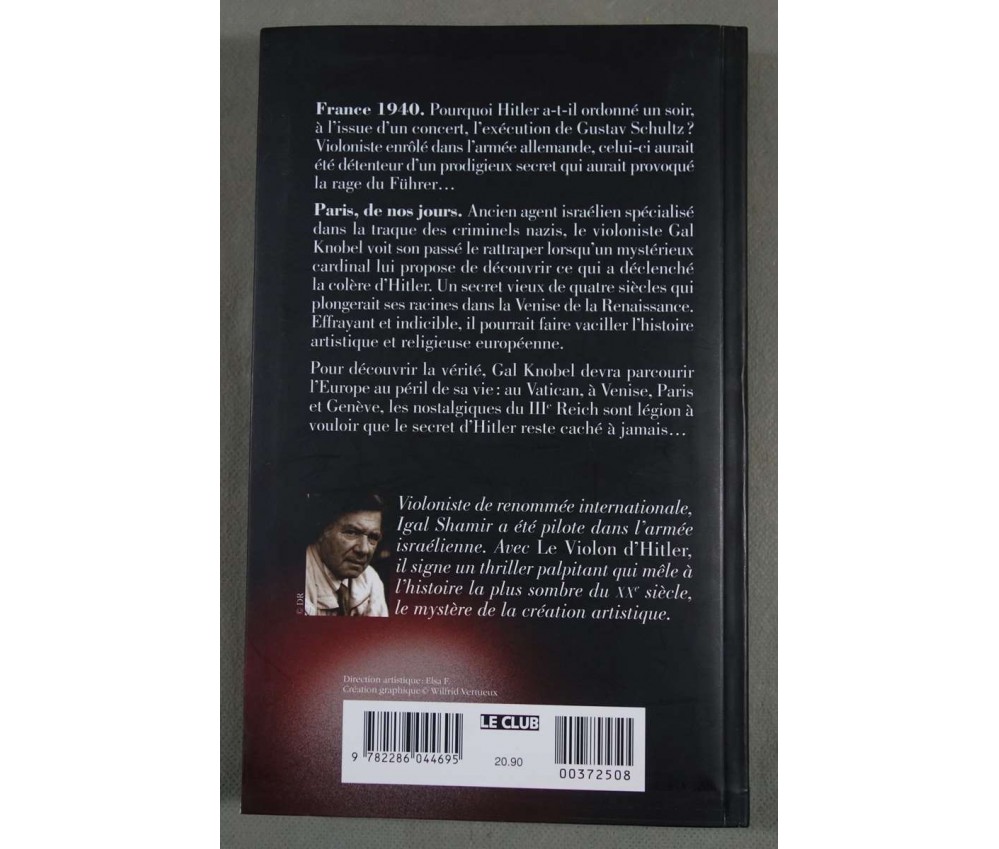 France 1940. Pourquoi Hitler a-t-il ordonné un soir,
à l'issue d'un concert, l'exécution de Gustav Schultz ?
Violoniste enrôlé dans l'armée allemande, celui-ci aurait
été détenteur d'un prodigieux secret qui aurait provoqué
la rage du Führer…
Paris, de nos jours. Ancien agent israélien spécialisé
dans la traque des criminels nazis, le violoniste Gal
Knobel voit son passé le rattraper lorsqu'un mystérieux
cardinal lui propose de découvrir ce qui a déclenché
la colère d'Hitler. Un secret vieux de quatre siècles qui
plongerait ses racines dans la Venise de la Renaissance.
Effrayant et indicible, il pourrait faire vaciller l'histoire
artistique et religieuse européenne.
Pour découvrir la vérité, Gal Knobel devra parcourir
l'Europe au péril de sa vie : au Vatican, à Venise, Paris
et Genève, les nostalgiques du IIIe Reich sont légion à
vouloir que le secret d'Hitler reste caché à jamais…
Violoniste de renommée internationale,
Igal Shamir a été pilote dans l'armée
israélienne. Avec Le Violon d'Hitler,
il signe un thriller palpitant qui mêle à
l'histoire la plus sombre du XXe siècle,
le mystère de la création artistique.
© DR
Direction artistique : Elsa F.
Création graphique © Wilfrid
LE CLUB
9 782286 044695
20.90
00372508